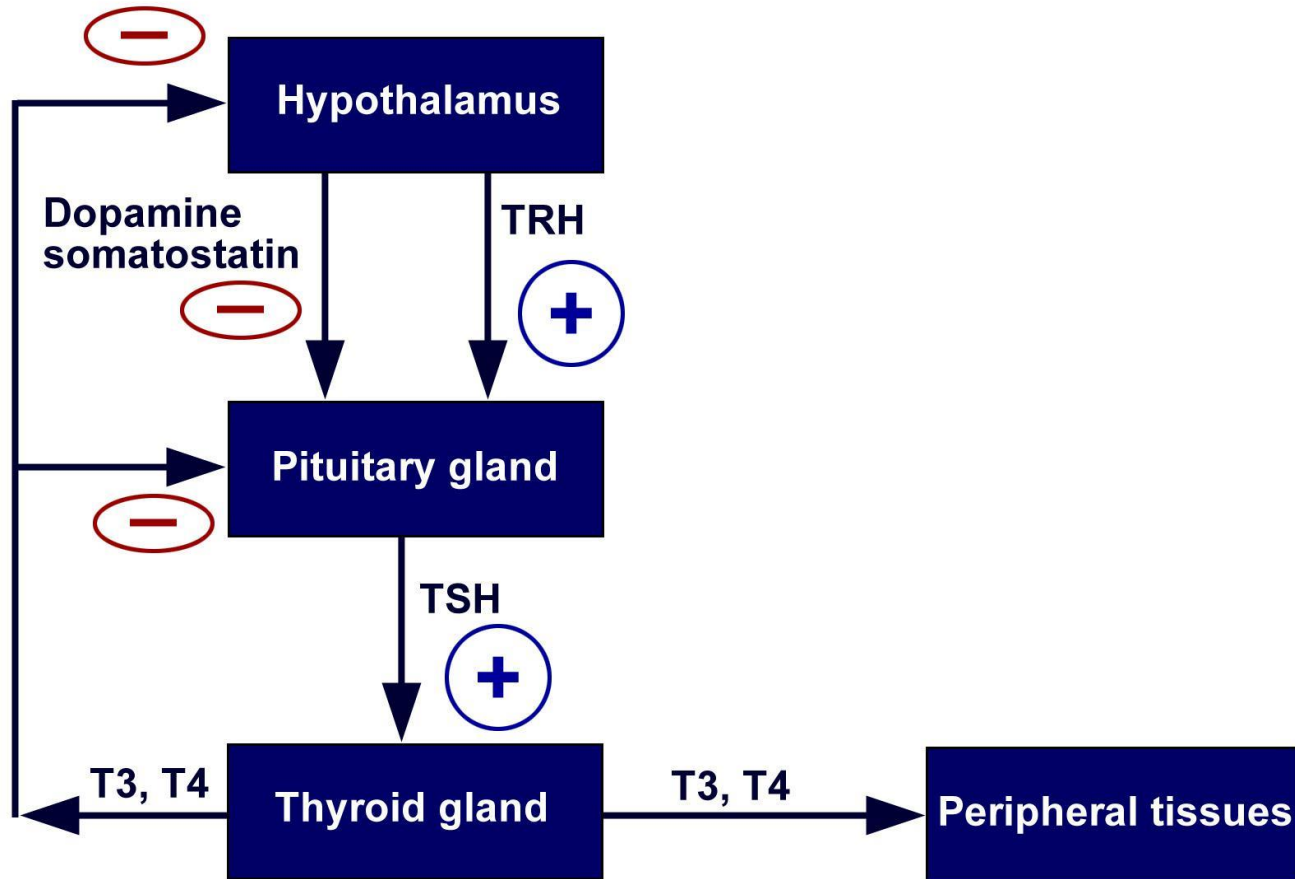 Hypothalamus
Dopamine
somatostatin
TRH
Pituitary gland
TSH
T3, T4
Thyroid gland
T3, T4
Peripheral tissues